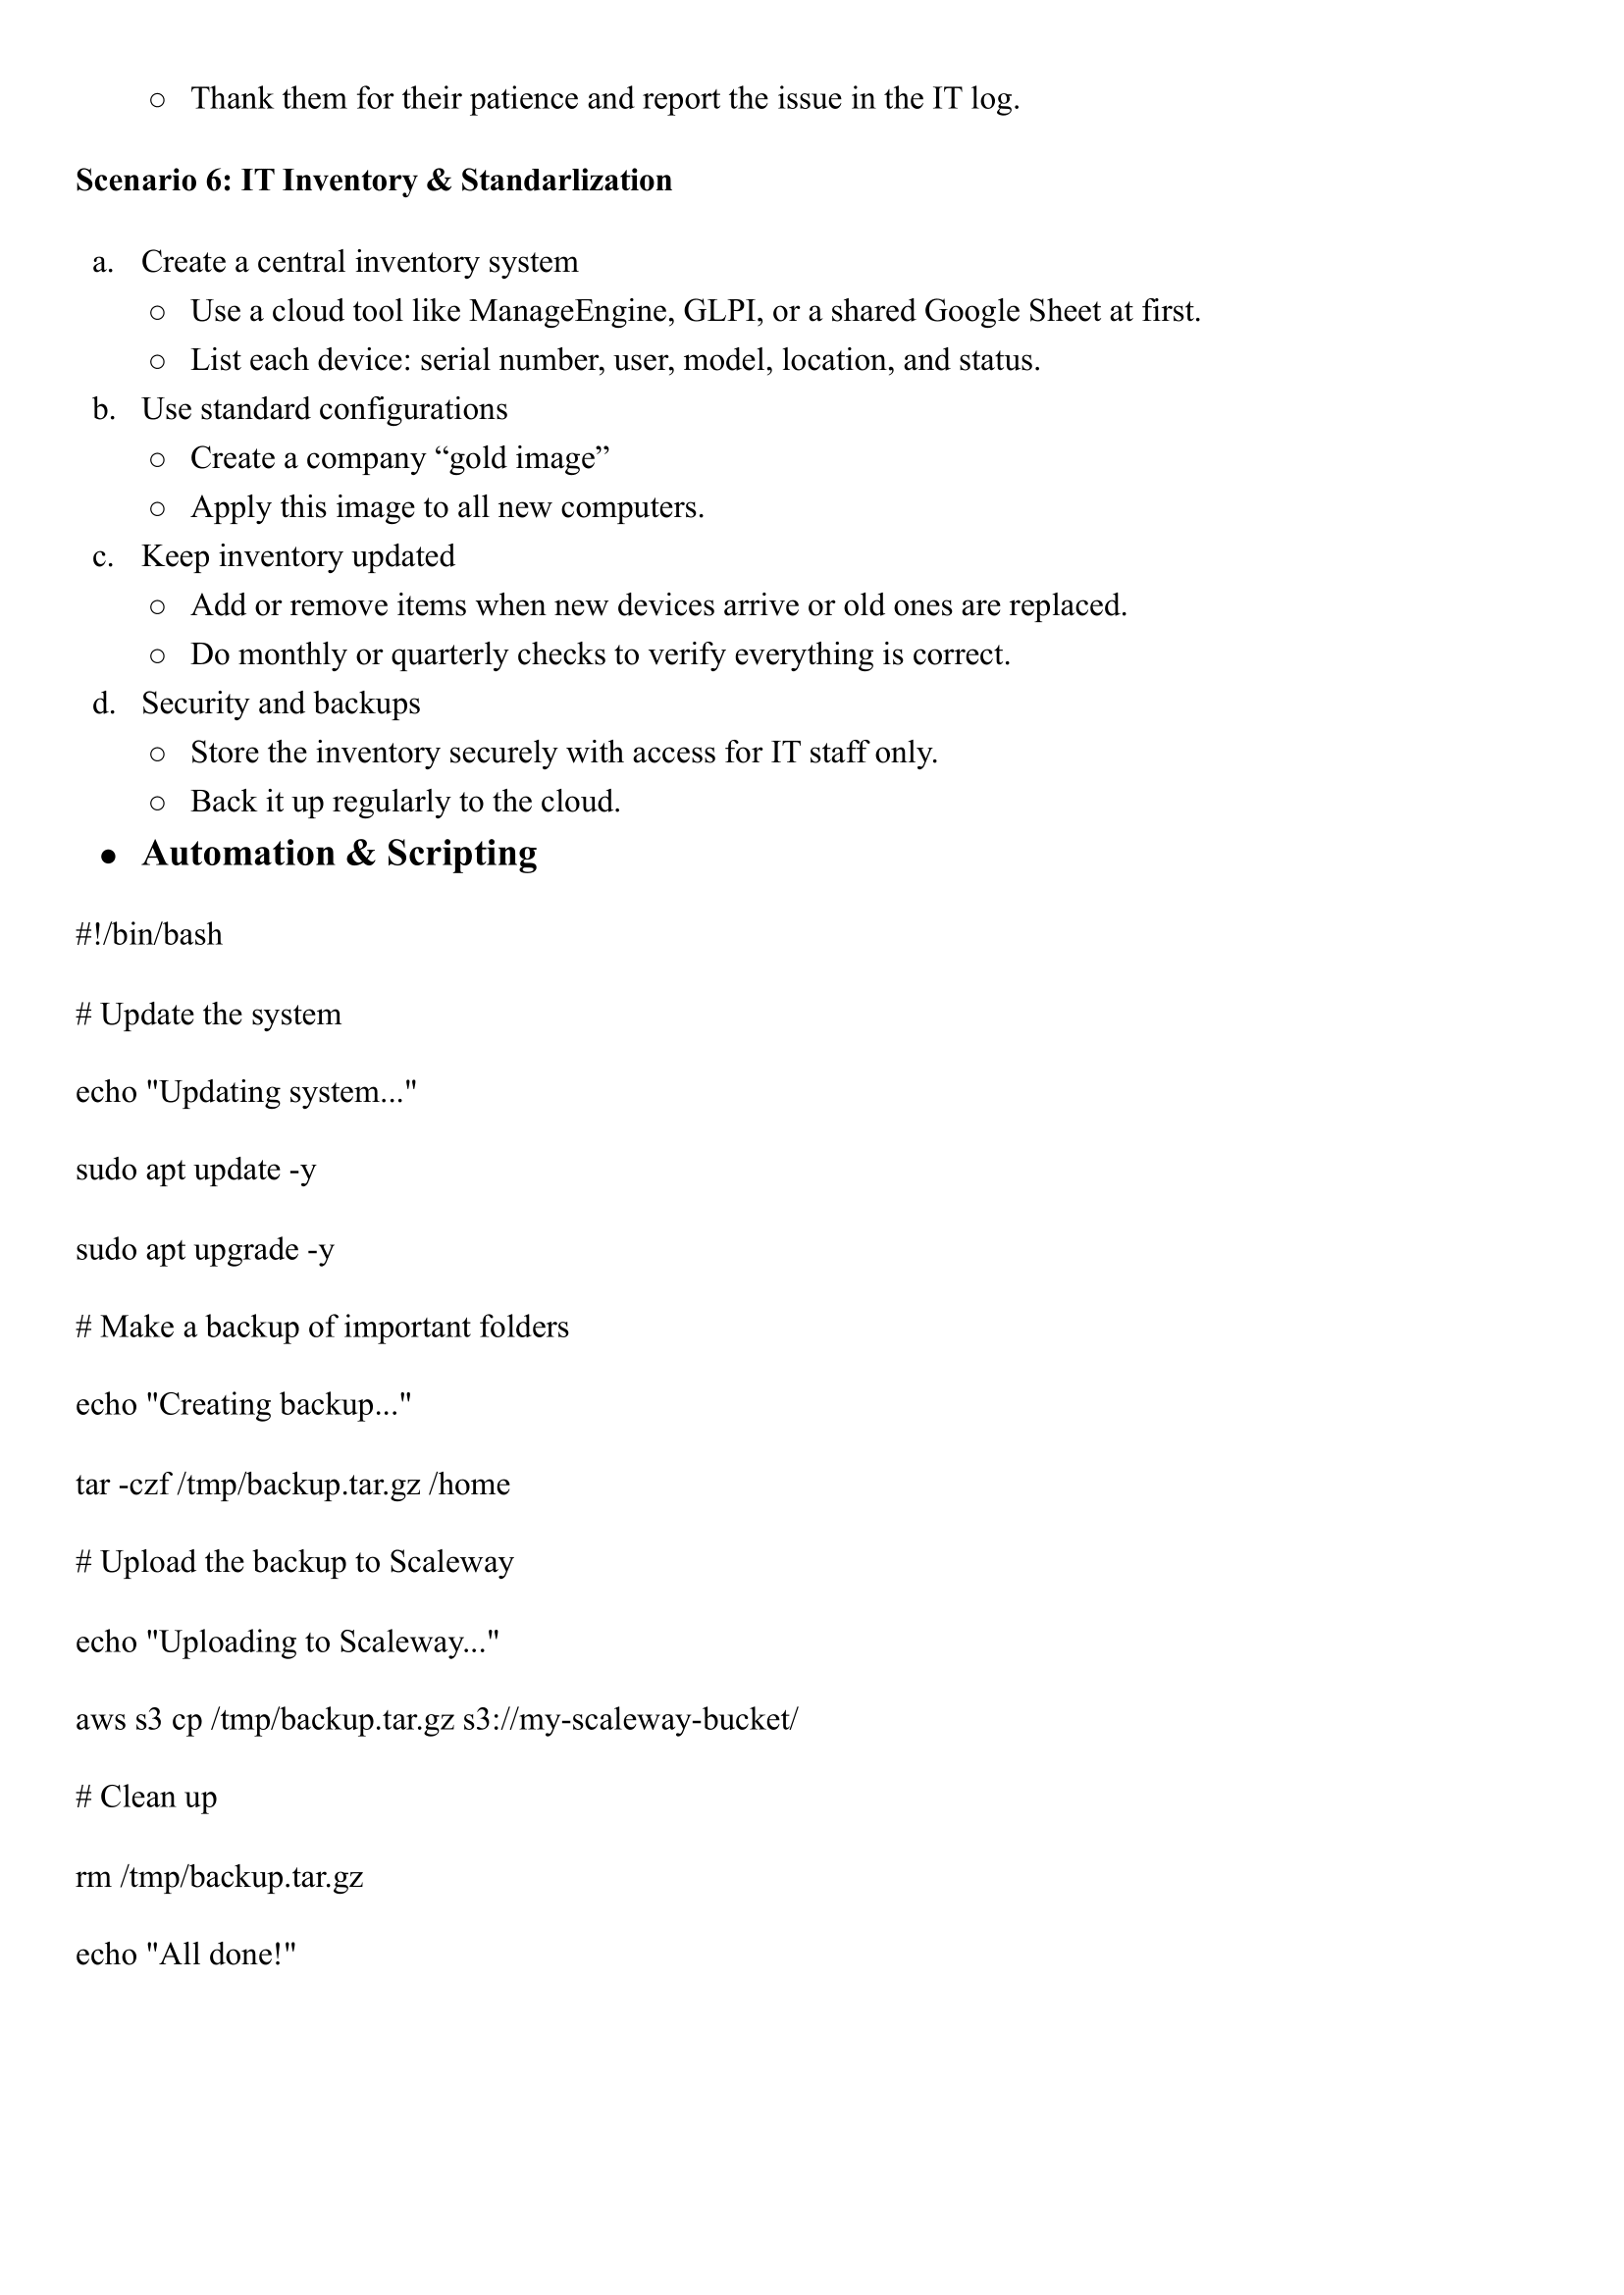 ○ Thank them for their patience and report the issue in the IT log.
Scenario 6: IT Inventory & Standarlization
a. Create a central inventory system
○ Use a cloud tool like ManageEngine, GLPI, or a shared Google Sheet at first.
○ List each device: serial number, user, model, location, and status.
b. Use standard configurations
○ Create a company “gold image”
○ Apply this image to all new computers.
c. Keep inventory updated
○ Add or remove items when new devices arrive or old ones are replaced.
○ Do monthly or quarterly checks to verify everything is correct.
d. Security and backups
○ Store the inventory securely with access for IT staff only.
○ Back it up regularly to the cloud.
● Automation & Scripting
#!/bin/bash
# Update the system
echo "Updating system..."
sudo apt update -y
sudo apt upgrade -y
# Make a backup of important folders
echo "Creating backup..."
tar -czf /tmp/backup.tar.gz /home
# Upload the backup to Scaleway
echo "Uploading to Scaleway..."
aws s3 cp /tmp/backup.tar.gz s3://my-scaleway-bucket/
# Clean up
rm /tmp/backup.tar.gz
echo "All done!"